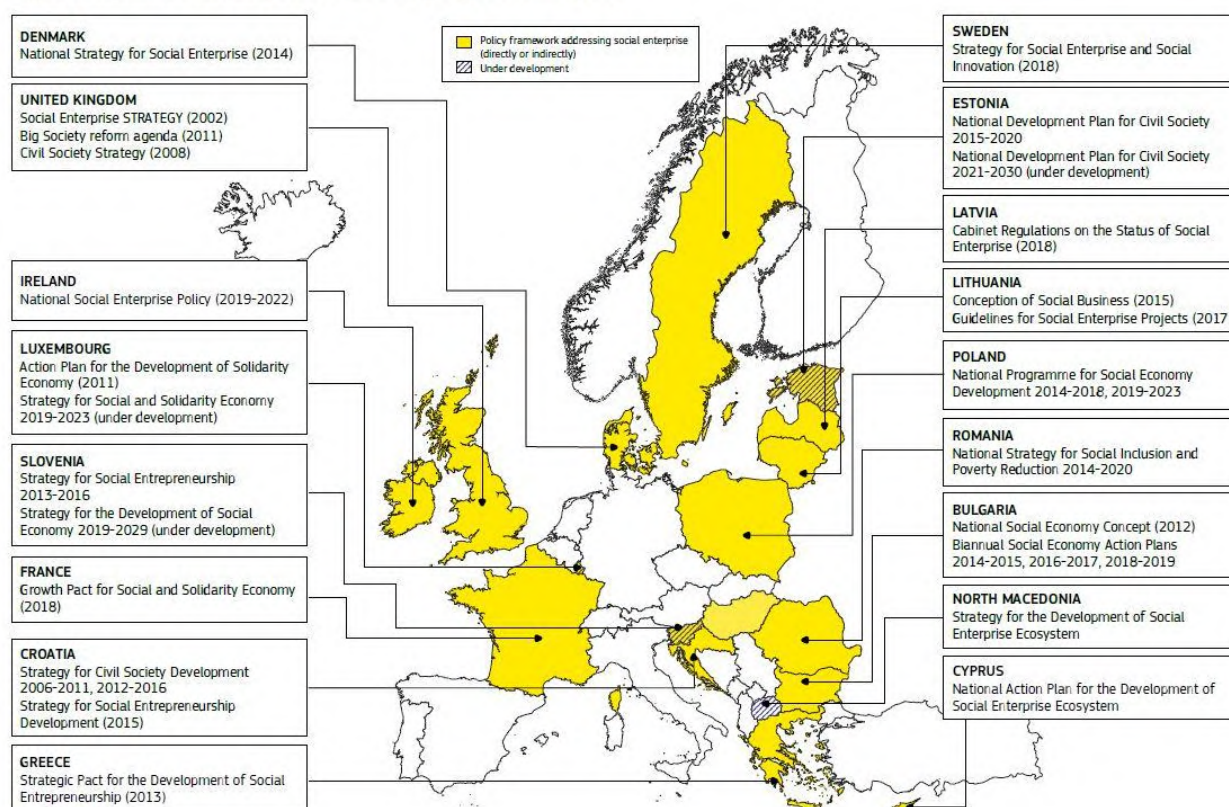 DENMARK
National Strategy for Social Enterprise (2014)
UNITED KINGDOM
Social Enterprise STRATEGY (2002)
Big Society reform agenda (2011)
Civil Society Strategy (2008)
IRELAND
National Social Enterprise Policy (2019-2022)
LUXEMBOURG
Action Plan for the Development of Solidarity
Economy (2011)
Strategy for Social and Solidarity Economy
2019-2023 (under development)
SLOVENIA
Strategy for Social Entrepreneurship
2013-2016
Strategy for the Development of Social
Economy 2019-2029 (under development)
FRANCE
Growth Pact for Social and Solidarity Economy
(2018)
CROATIA
Strategy for Civil Society Development
2006-2011, 2012-2016
Strategy for Social Entrepreneurship
Development (2015)
GREECE
Strategic Pact for the Development of Social
Entrepreneurship (2013)
Policy framework addressing social enterprise
(directly or indirectly)
Under development
SWEDEN
Strategy for Social Enterprise and Social
Innovation (2018)
ESTONIA
National Development Plan for Civil Society
2015-2020
National Development Plan for Civil Society
2021-2030 (under development)
LATVIA
Cabinet Regulations on the Status of Social
Enterprise (2018)
LITHUANIA
Conception of Social Business (2015)
Guidelines for Social Enterprise Projects (2017
POLAND
National Programme for Social Economy
Development 2014-2018, 2019-2023
ROMANIA
National Strategy for Social Inclusion and
Poverty Reduction 2014-2020
BULGARIA
National Social Economy Concept (2012)
Biannual Social Economy Action Plans
2014-2015, 2016-2017, 2018-2019
NORTH MACEDONIA
Strategy for the Development of Social
Enterprise Ecosystem
CYPRUS
National Action Plan for the Development of
Social Enterprise Ecosystem